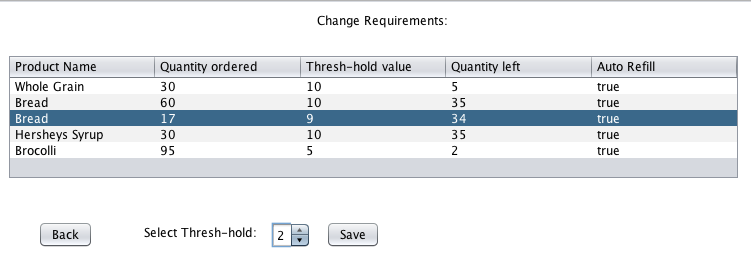 Change Requirements:
Product Name Quantity ordered Thresh-hold value Quantity left Auto Refill
Whole Grain 30 10 5 true
Bread 60 10 35 true
Bread 17 9 34 true
Hersheys Syrup 30 10 35 true
Brocolli 95 5 2 true
Back Select Thresh-hold: 2 Save